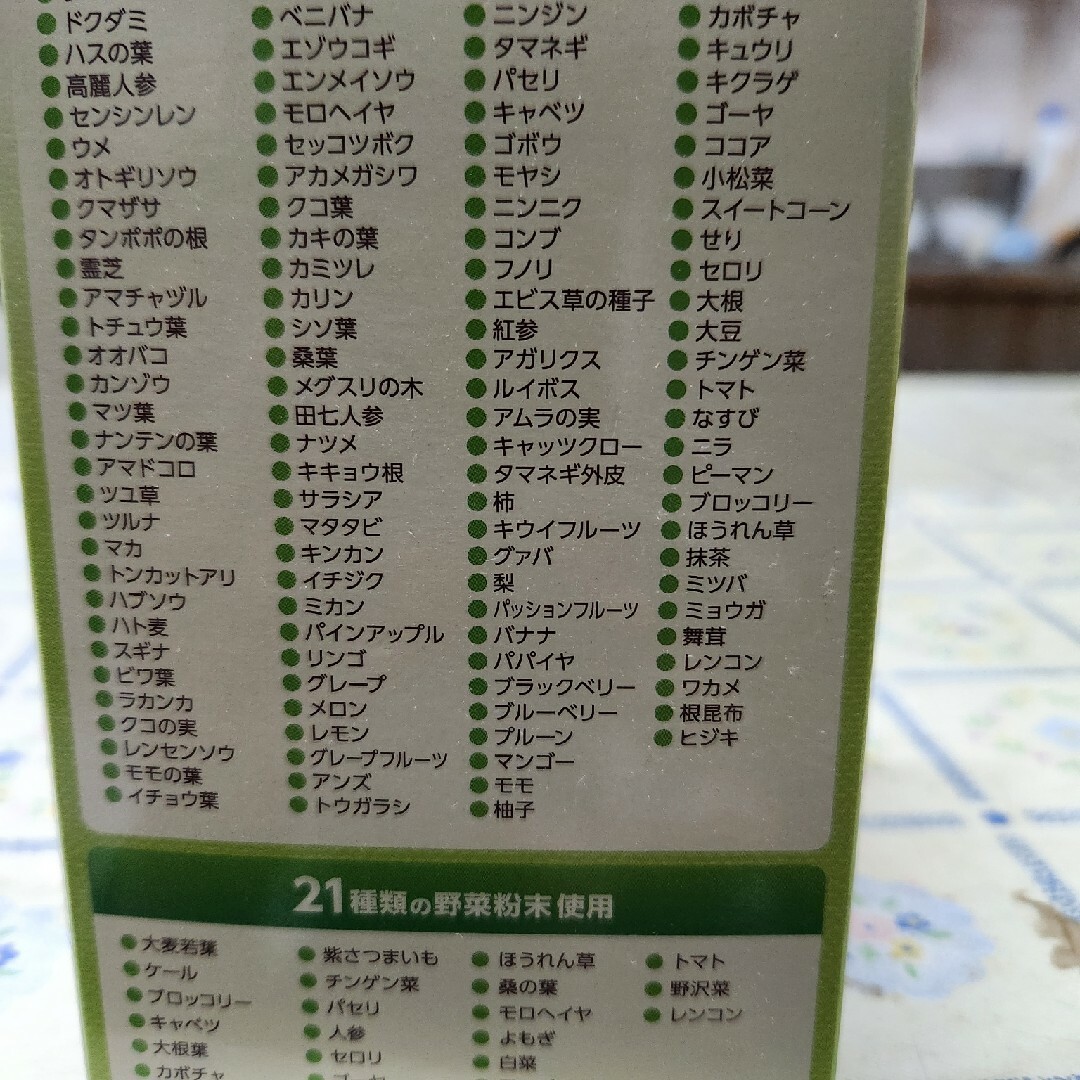 ドクダミ
ハスの葉
高麗人参
センシンレン
ウメ
オトギリソウ
クマザサ
タンポポの根
霊芝
アマチャヅル
トチュウ葉
オオバコ
カンゾウ
マツ葉
ナンテンの葉
アマドコロ
ツユ草
ツルナ
マカ
トンカットアリ
ハブソウ
ハト麦
スギナ
ビワ葉
ラカンカ
クコの実
レンセンソウ
モモの葉
イチョウ葉
ベニバナ
エゾウコギ
エンメイソウ
モロヘイヤ
セッコツボク
アカメガシワ
クコ葉
カキの葉
カミツレ
カリン
シソ葉
桑葉
メグスリの木
田七人参
ナツメ
キキョウ根
サラシア
マタタビ
キンカン
イチジク
ミカン
パインアップル
リンゴ
グレープ
メロン
レモン
グレープフルーツ
アンズ
トウガラシ
ニンジン
タマネギ
パセリ
キャベツ
ゴボウ
モヤシ
ニンニク
コンブ
フノリ
エビス草の種子
紅参
アガリクス
ルイボス
アムラの実
キャッツクロー
タマネギ外皮
柿
キウイフルーツ
グァバ
梨
パッションフルーツ
バナナ
パパイヤ
ブラックベリー
ブルーベリー
プルーン
マンゴー
モモ
柚子
カボチャ
キュウリ
キクラゲ
ゴーヤ
ココア
小松菜
スイートコーン
せり
セロリ
大根
大豆
チンゲン菜
トマト
なすび
ニラ
ピーマン
ブロッコリー
ほうれん草
抹茶
ミツバ
ミョウガ
舞茸
レンコン
ワカメ
根昆布
ヒジキ
21種類の野菜粉末使用
大麦若葉
ケール
ブロッコリー
キャベツ
大根葉
カボチャ
紫さつまいも
チンゲン菜
パセリ
人参
セロリ
ゴーヤ
ほうれん草
桑の葉
モロヘイヤ
よもぎ
白菜
トマト
野沢菜
レンコン